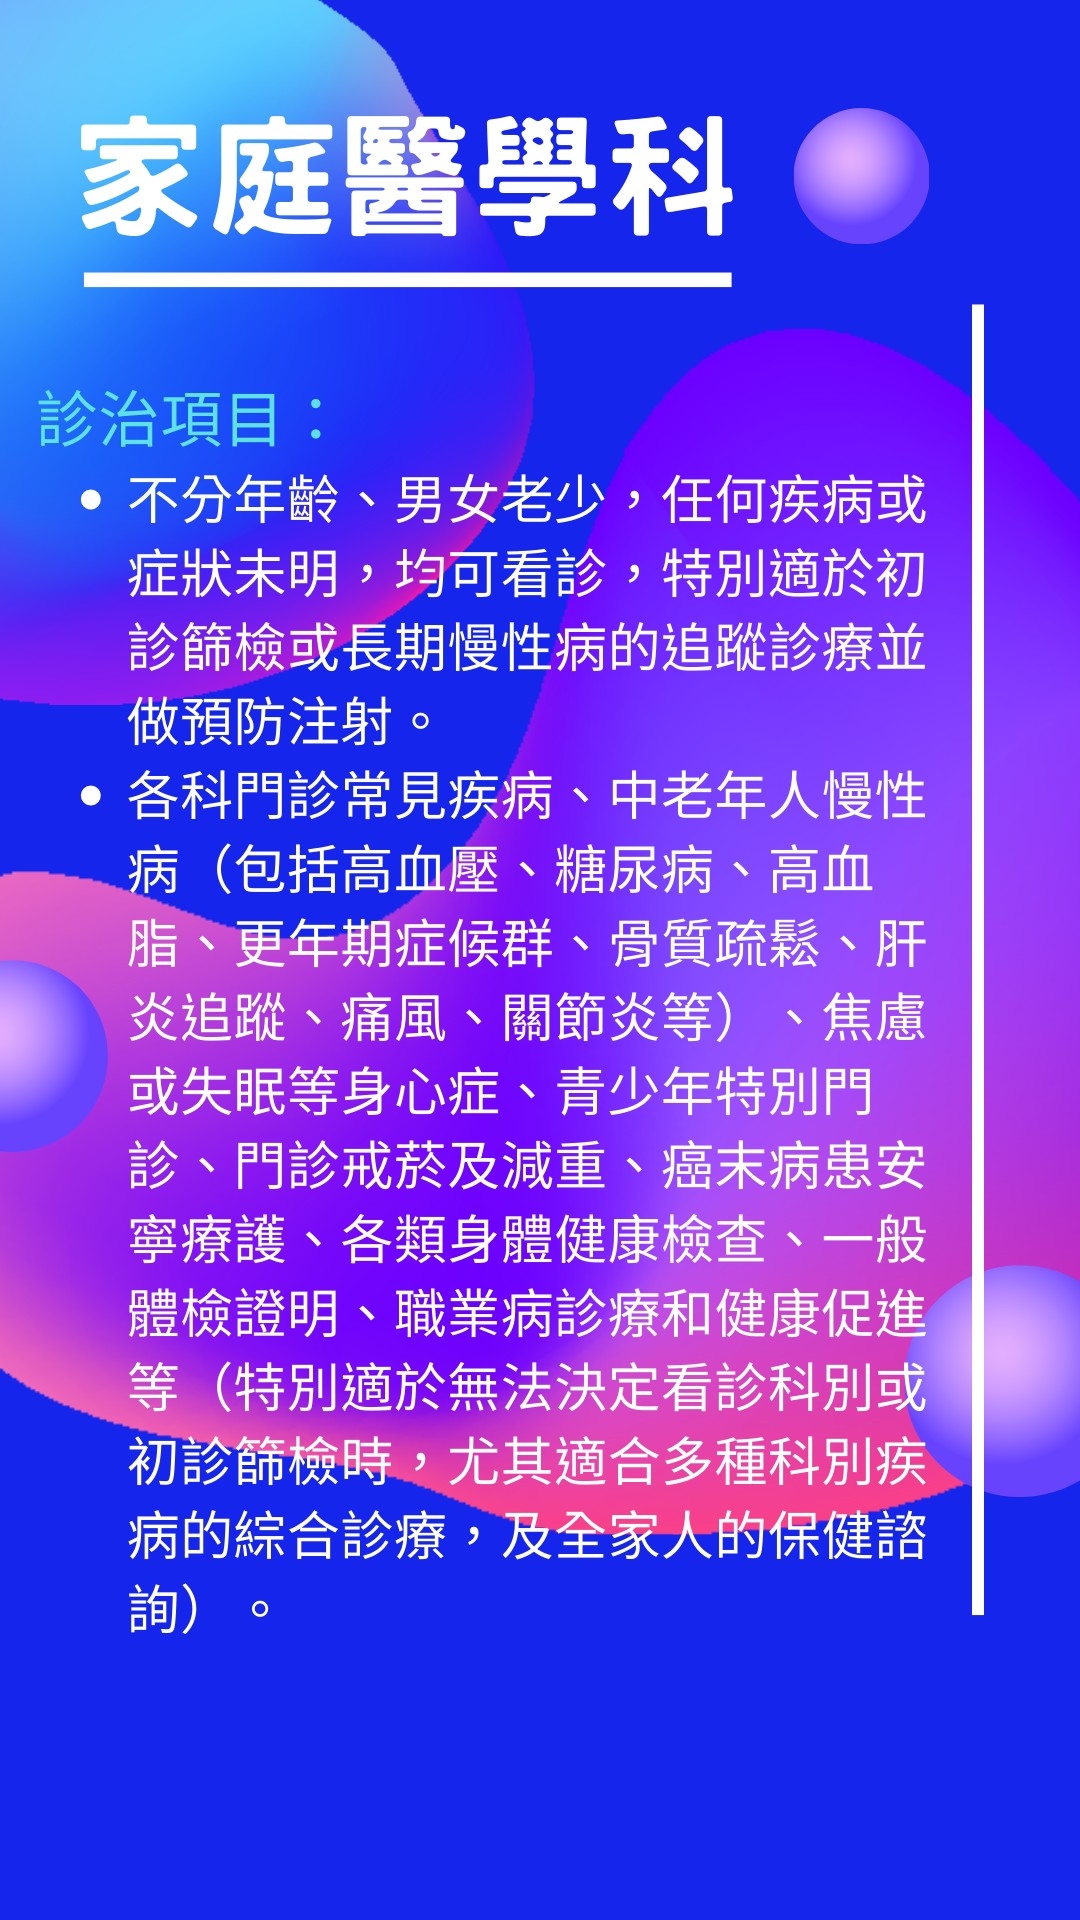 家庭醫學科
診治項目：
• 不分年齡、男女老少，任何疾病或
症狀未明，均可看診，特別適於初
診篩檢或長期慢性病的追蹤診療並
做預防注射。
• 各科門診常見疾病、中老年人慢性
病（包括高血壓、糖尿病、高血
脂、更年期症候群、骨質疏鬆、肝
炎追蹤、痛風、關節炎等）、焦慮
或失眠等身心症、青少年特別門
診、門診戒菸及減重、癌末病患安
寧療護、各類身體健康檢查、一般
體檢證明、職業病診療和健康促進
等（特別適於無法決定看診科別或
初診篩檢時，尤其適合多種科別疾
病的綜合診療，及全家人的保健諮
詢）。